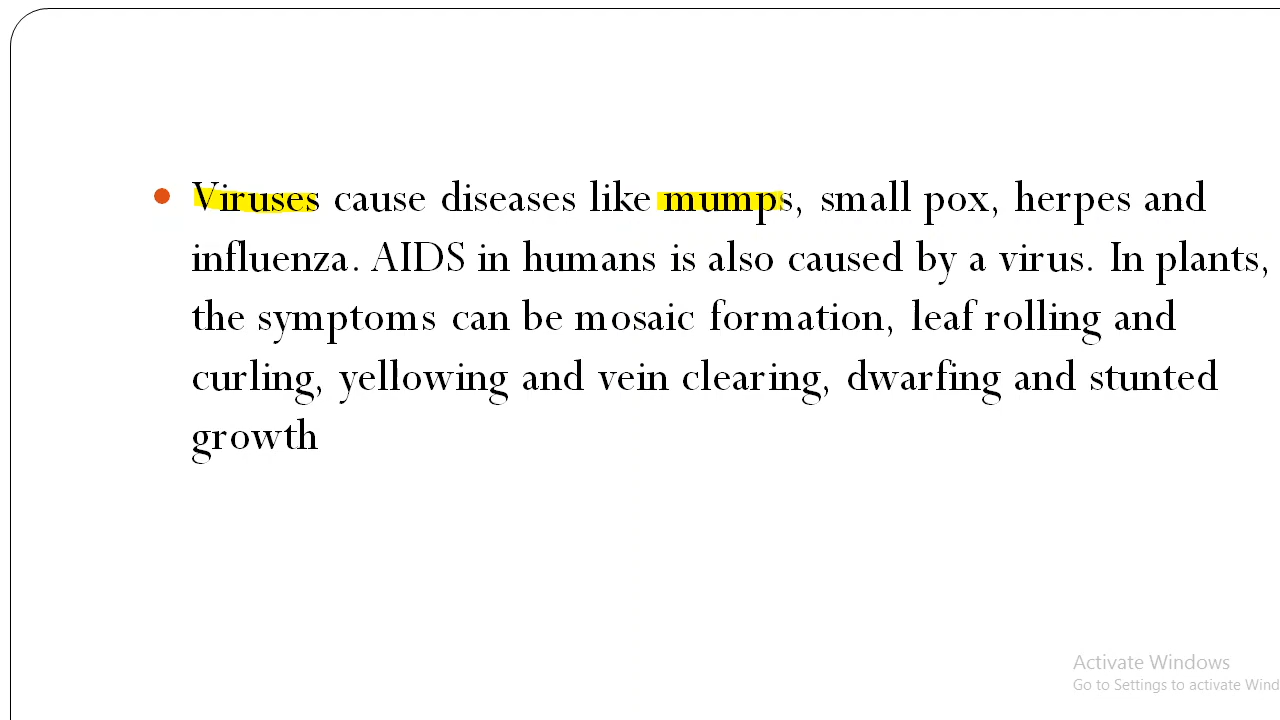 Viruses cause diseases like mumps, small pox, herpes and
influenza. AIDS in humans is also caused by a virus. In plants,
the symptoms can be mosaic formation, leaf rolling and
curling, yellowing and vein clearing, dwarfing and stunted
growth
Activate Windows
Go to Settings to activate Wind